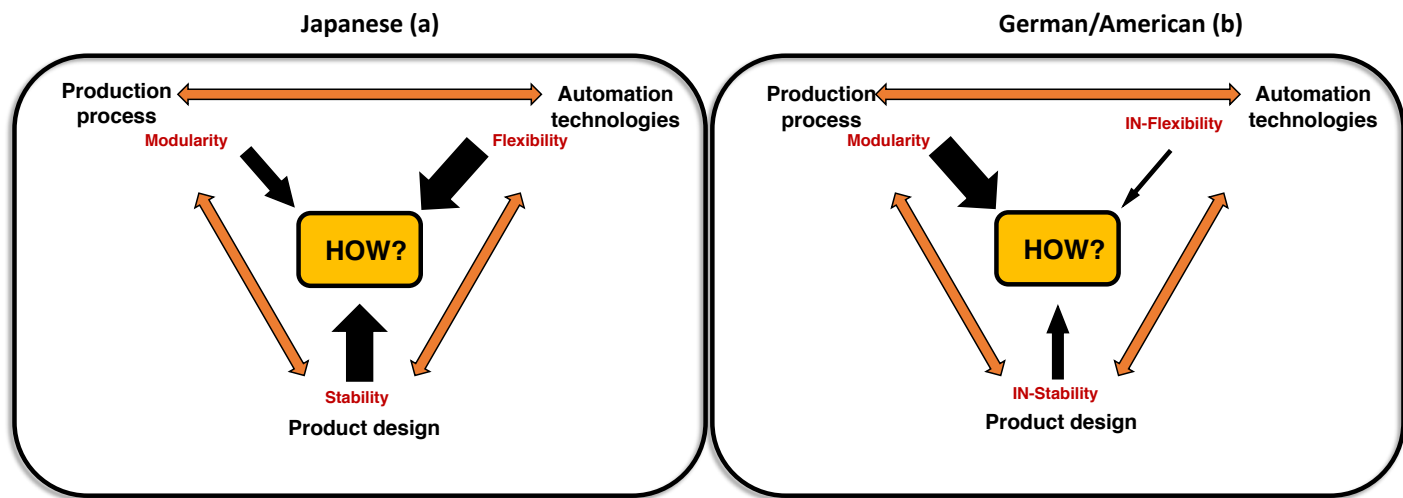 Japanese (a)
Production
process
Automation
technologies
Modularity
Flexibility
HOW?
Stability
Product design
German/American (b)
Production
process
Automation
technologies
IN-Flexibility
Modularity
HOW?
IN-Stability
Product design